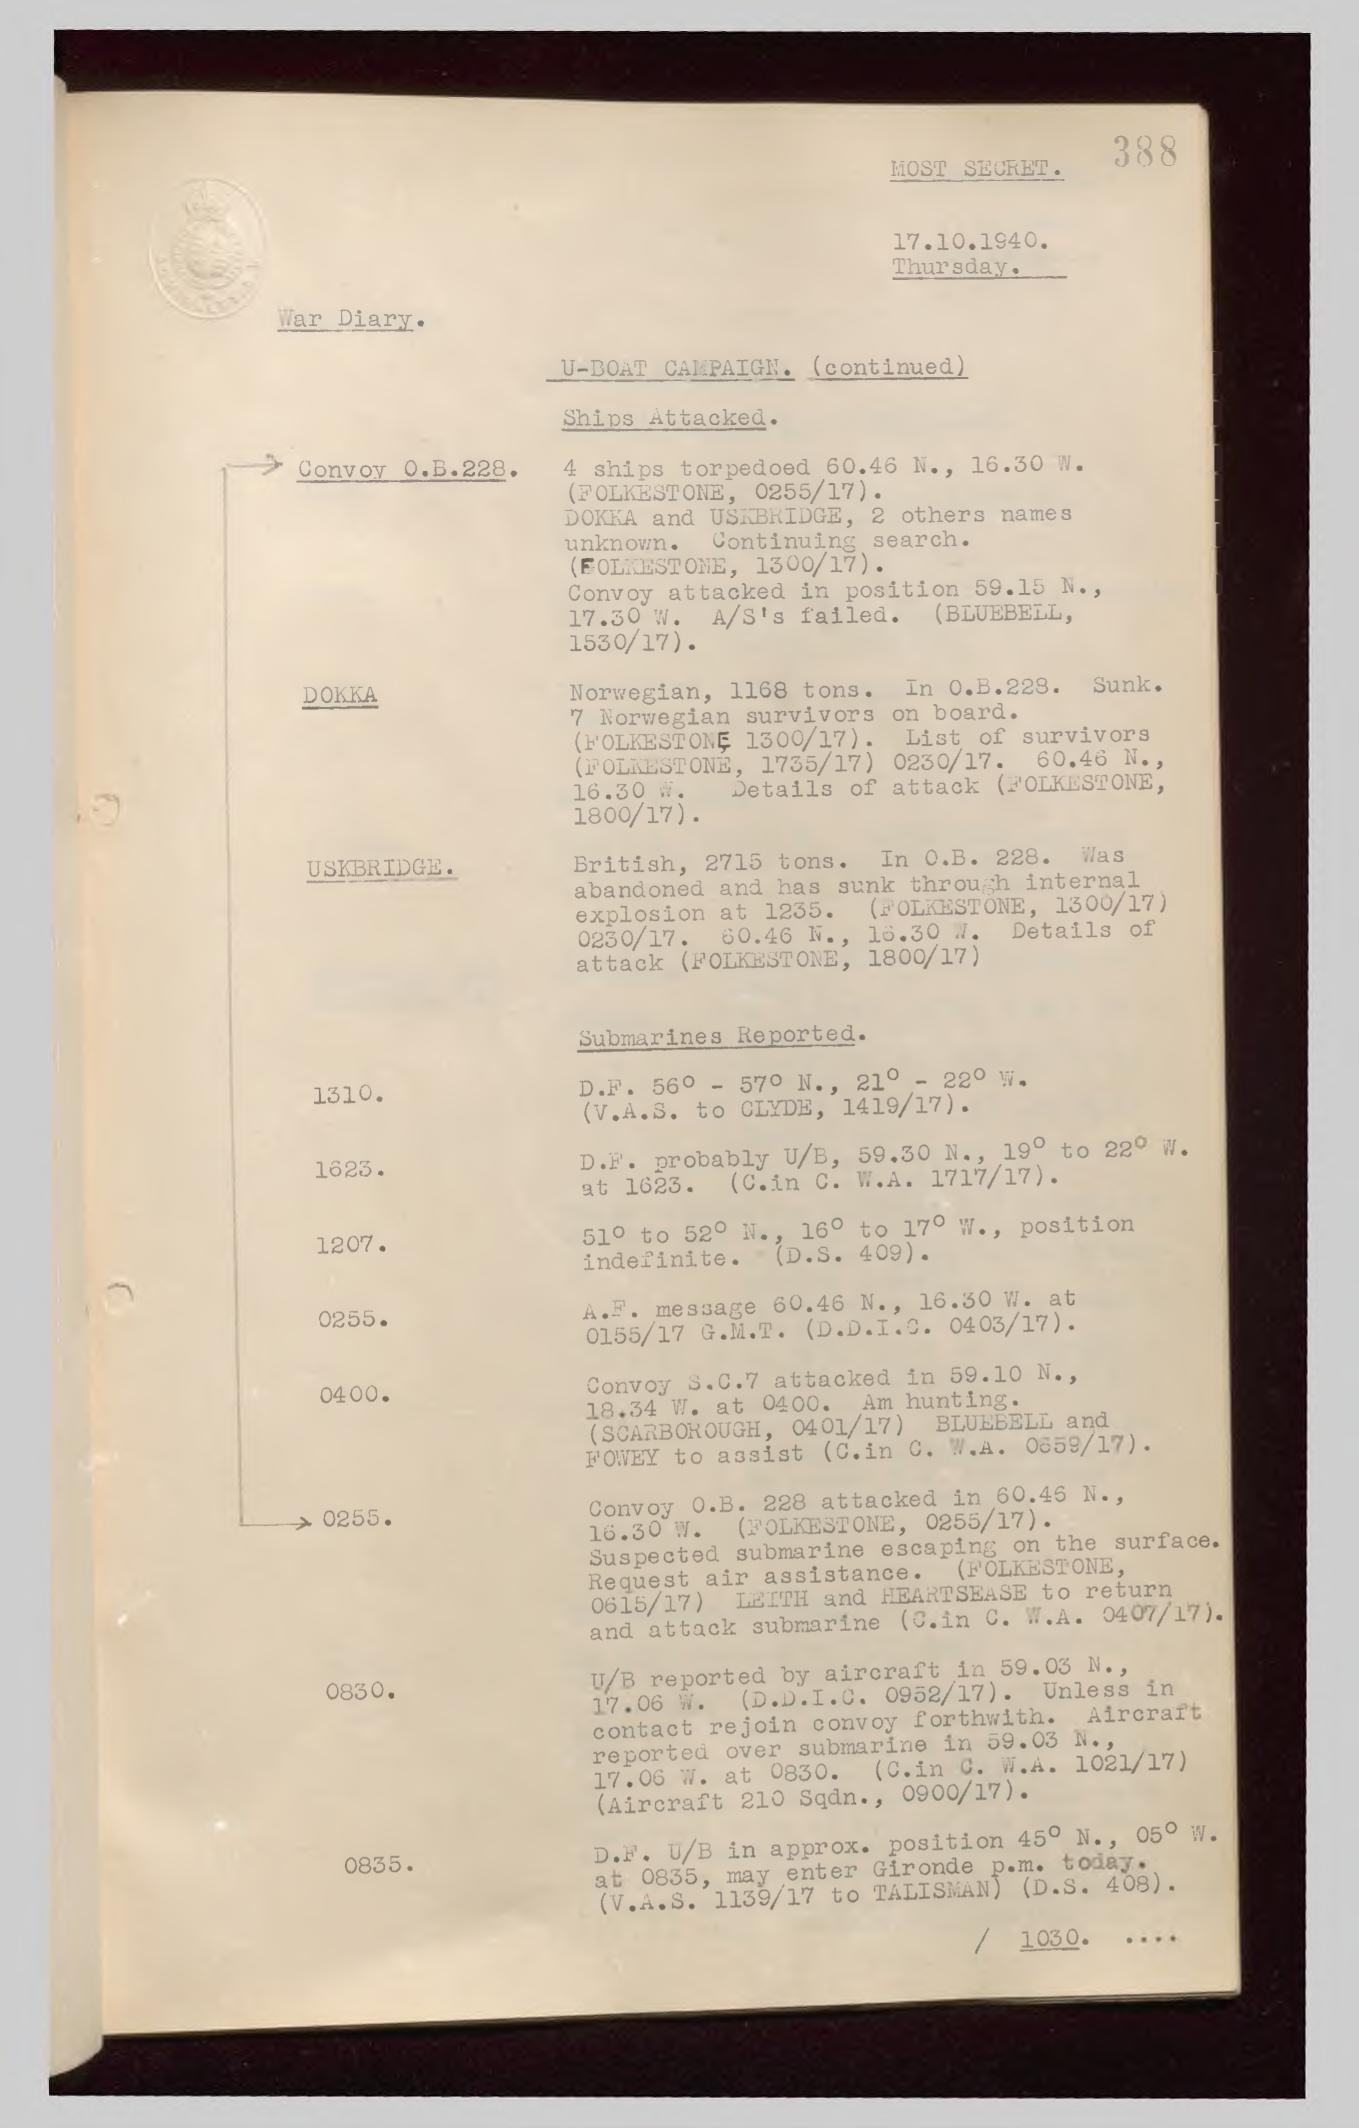 388
MOST SECRET.
17.10.1940.
Thursday.
War Diary.
U-BOAT CAMPAIGN. (continued)
Ships Attacked.
Convoy O.B.228. 4 ships torpedoed 60.46 N., 16.30 W.
(FOLKESTONE, 0255/17).
DOKKA and USKBRIDGE, 2 others names
unknown. Continuing search.
(FOLKESTONE, 1300/17).
Convoy attacked in position 59.15 N.,
17.30 W. A/S's failed. (BLUEBELL,
1530/17).
DOKKA Norwegian, 1168 tons. In O.B.228. Sunk.
7 Norwegian survivors on board.
(FOLKESTONE 1300/17). List of survivors
(FOLKESTONE, 1735/17) 0230/17. 60.46 N.,
16.30 W. Details of attack (FOLKESTONE,
1800/17).
USKBRIDGE. British, 2715 tons. In O.B. 228. Was
abandoned and has sunk through internal
explosion at 1235. (FOLKESTONE, 1300/17)
0230/17. 60.46 N., 16.30 W. Details of
attack (FOLKESTONE, 1800/17)
Submarines Reported.
1310. D.F. 56° - 57° N., 21° - 22° W.
(V.A.S. to CLYDE, 1419/17).
1623. D.F. probably U/B, 59.30 N., 19° to 22° W.
at 1623. (C.in C. W.A. 1717/17).
1207. 51° to 52° N., 16° to 17° W., position
indefinite. (D.S. 409).
0255. A.F. message 60.46 N., 16.30 W. at
0155/17 G.M.T. (D.D.I.C. 0403/17).
0400. Convoy S.C.7 attacked in 59.10 N.,
18.34 W. at 0400. Am hunting.
(SCARBOROUGH, 0401/17) BLUEBELL and
FOWEY to assist (C.in C. W.A. 0659/17).
0255. Convoy O.B. 228 attacked in 60.46 N.,
16.30 W. (FOLKESTONE, 0255/17).
Suspected submarine escaping on the surface.
Request air assistance. (FOLKESTONE,
0615/17) LEITH and HEARTSEASE to return
and attack submarine (C.in C. W.A. 0407/17).
0830. U/B reported by aircraft in 59.03 N.,
17.06 W. (D.D.I.C. 0952/17). Unless in
contact rejoin convoy forthwith. Aircraft
reported over submarine in 59.03 N.,
17.06 W. at 0830. (C.in C. W.A. 1021/17)
(Aircraft 210 Sqdn., 0900/17).
0835. D.F. U/B in approx. position 45° N., 05° W.
at 0835, may enter Gironde p.m. today.
(V.A.S. 1139/17 to TALISMAN) (D.S. 408).
/ 1030. ....